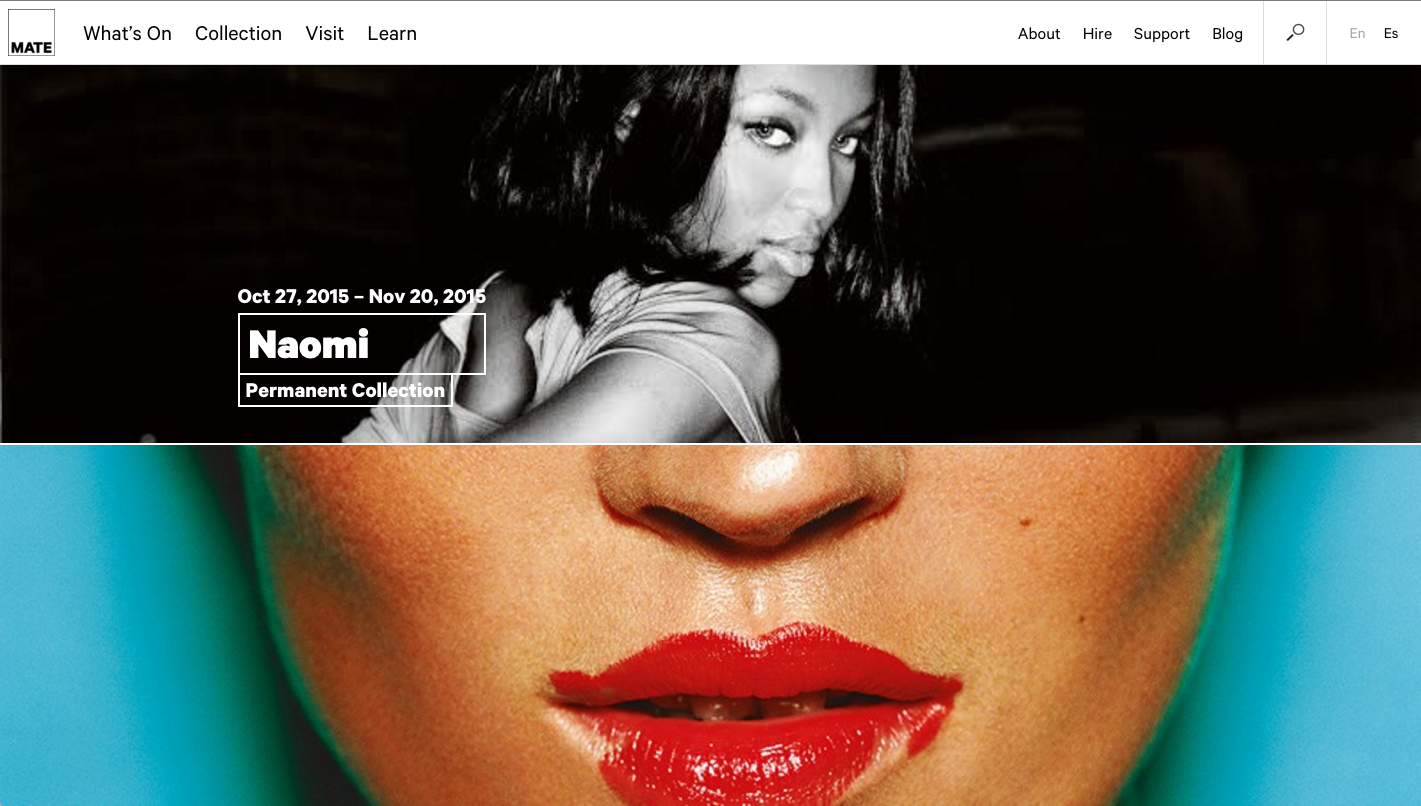 MATE
What’s On Collection Visit Learn
About Hire Support Blog
En Es
Oct 27, 2015 – Nov 20, 2015
Naomi
Permanent Collection